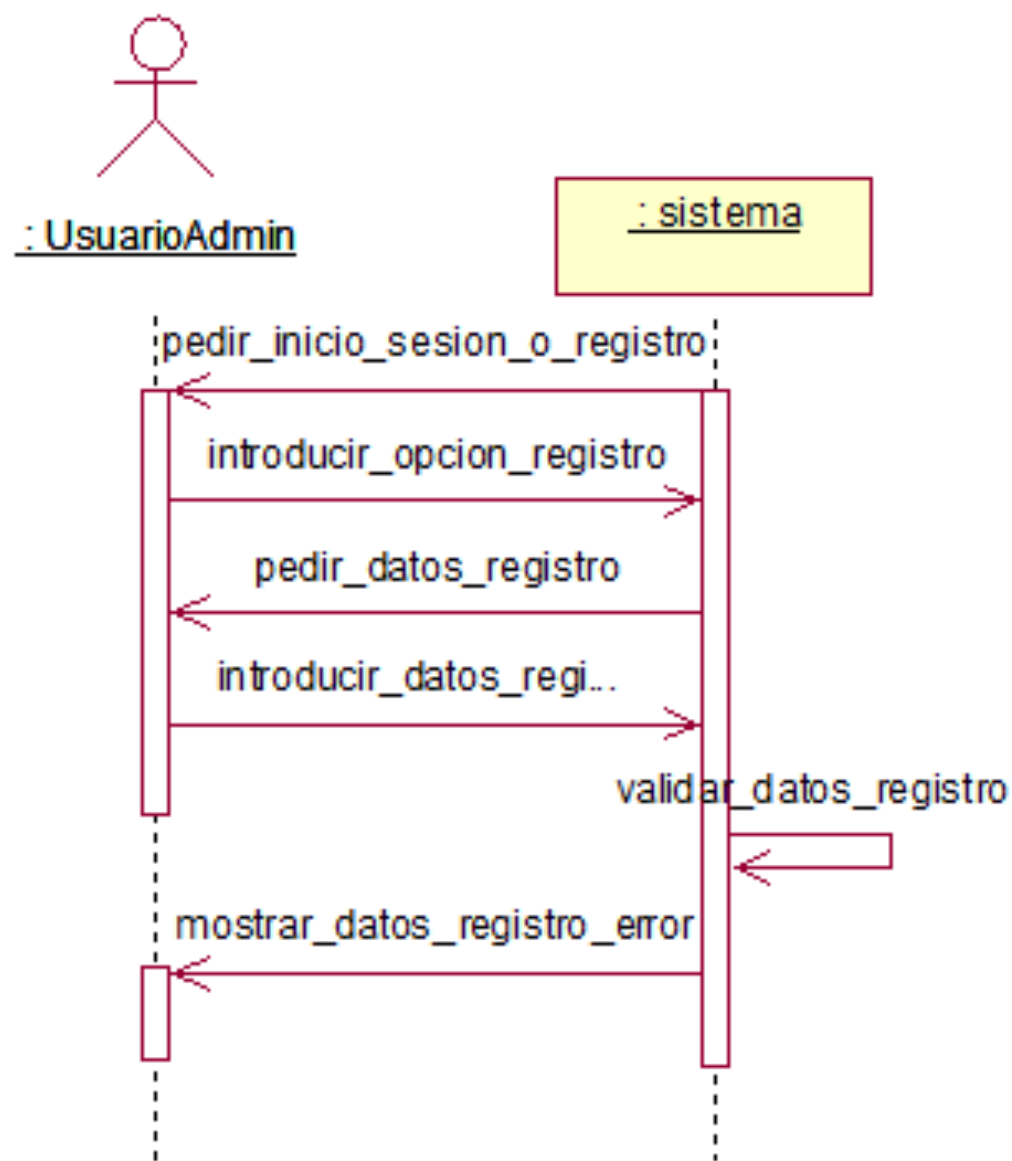 : UsuarioAdmin
: sistema
pedir_inicio_sesion_o_registro
introducir_opcion_registro
pedir_datos_registro
introducir_datos_regi...
validar_datos_registro
mostrar_datos_registro_error